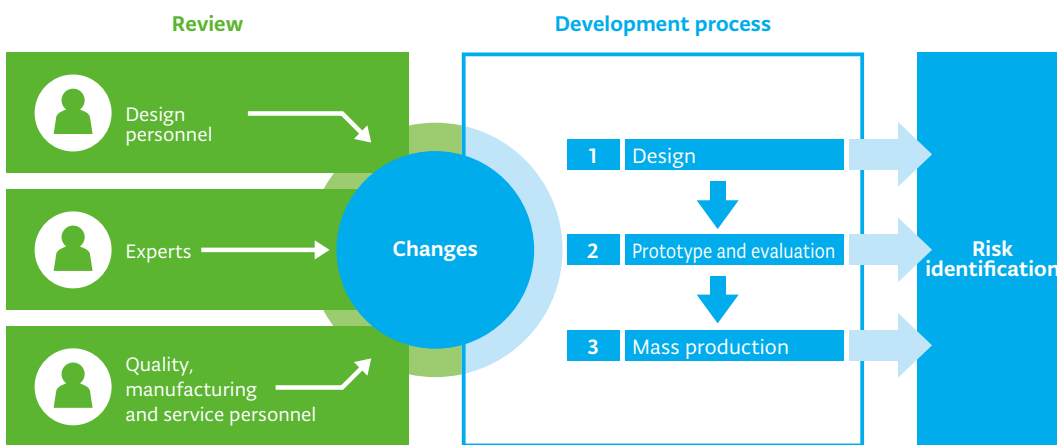 Review
Development process
Design
personnel
Experts
Quality,
manufacturing
and service personnel
Changes
1 Design
2 Prototype and evaluation
3 Mass production
Risk
identification